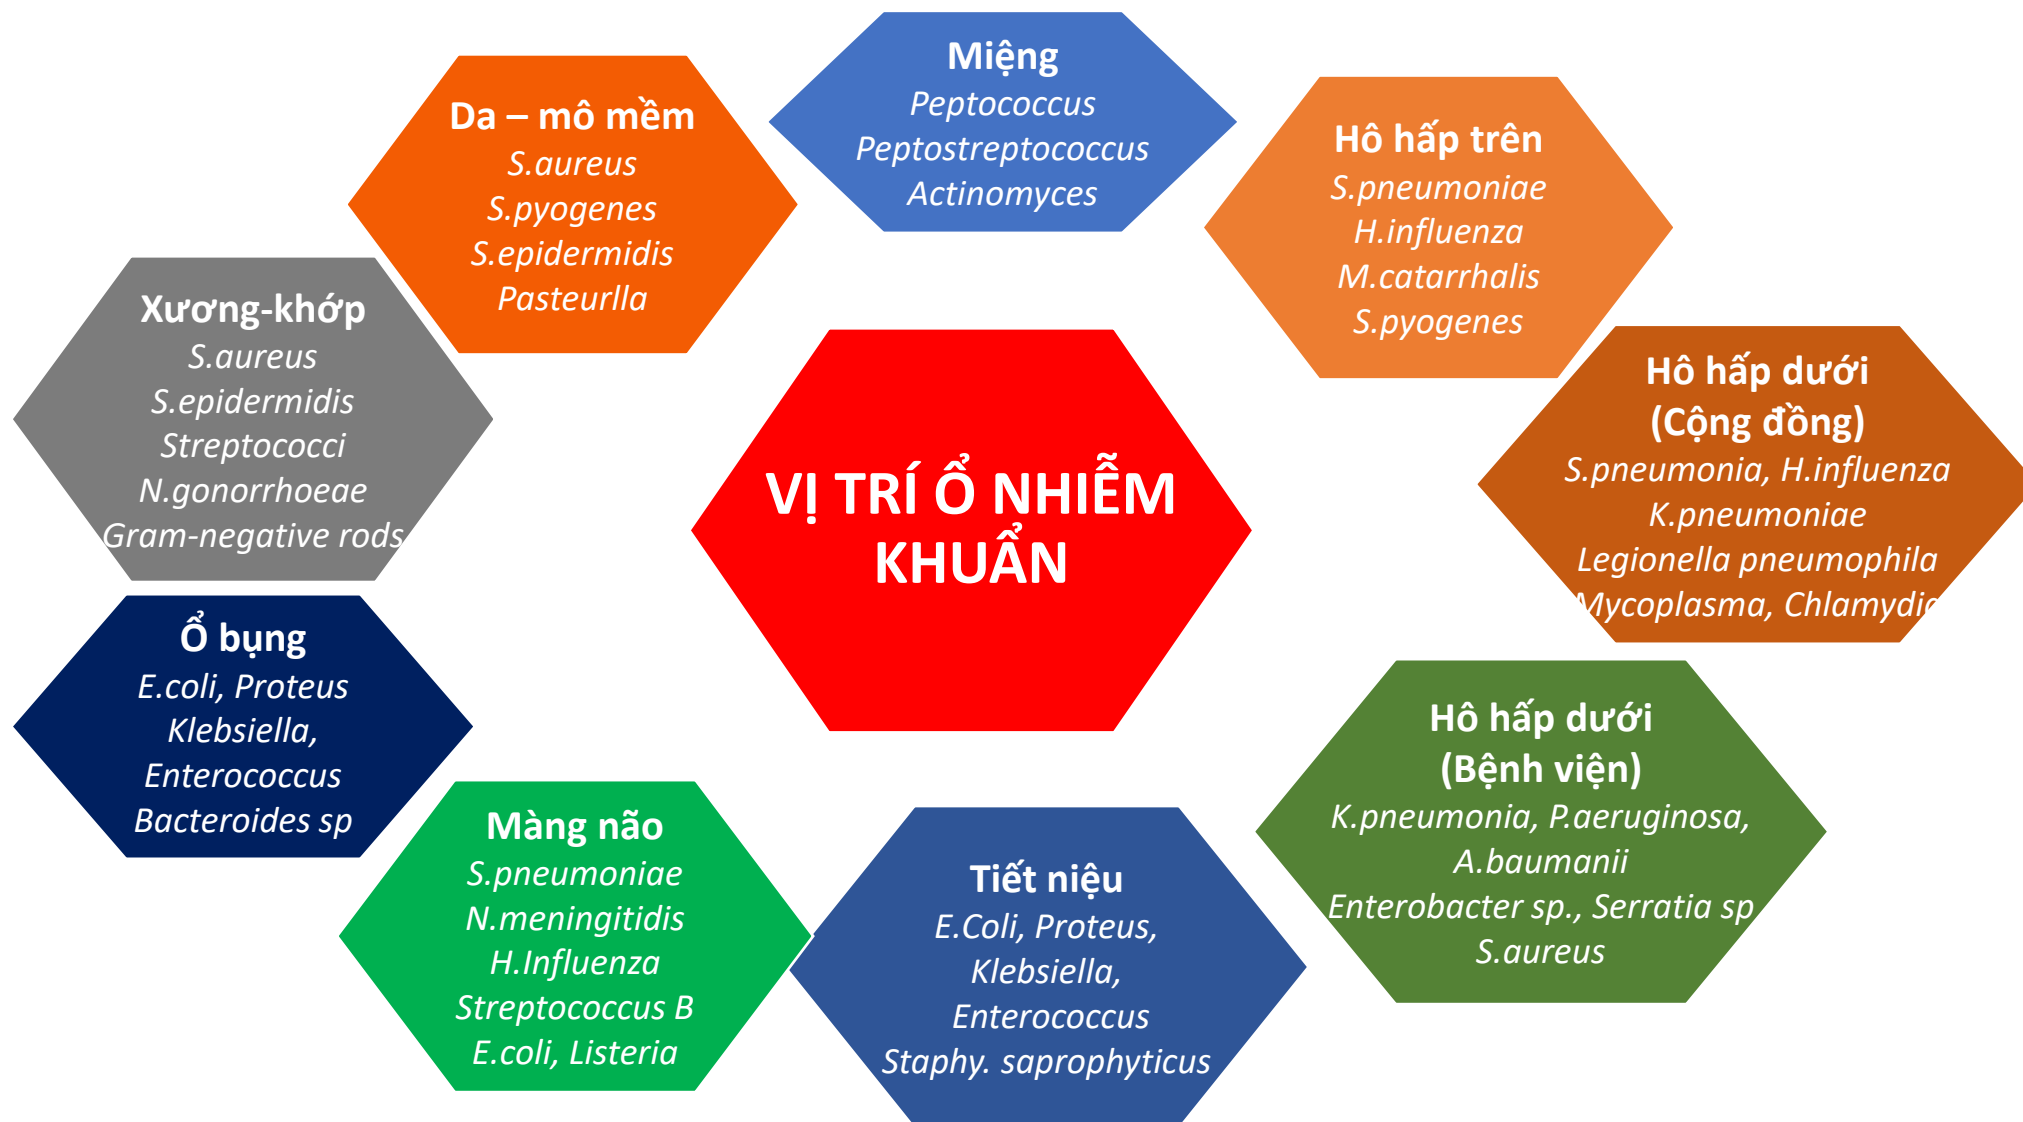 Miệng
Peptococcus
Peptostreptococcus
Actinomyces
Da – mô mềm
S.aureus
S.pyogenes
S.epidermidis
Pasteurlla
Hô hấp trên
S.pneumoniae
H.influenza
M.catarrhalis
S.pyogenes
Xương-khớp
S.aureus
S.epidermidis
Streptococci
N.gonorrhoeae
Gram-negative rods
VỊ TRÍ Ổ NHIỄM
KHUẨN
Hô hấp dưới
(Cộng đồng)
S.pneumonia, H.influenza
K.pneumoniae
Legionella pneumophila
Mycoplasma, Chlamydia
Ổ bụng
E.coli, Proteus
Klebsiella,
Enterococcus
Bacteroides sp
Màng não
S.pneumoniae
N.meningitidis
H.Influenza
Streptococcus B
E.coli, Listeria
Tiết niệu
E.Coli, Proteus,
Klebsiella,
Enterococcus
Staphy. saprophyticus
Hô hấp dưới
(Bệnh viện)
K.pneumonia, P.aeruginosa,
A.baumanii
Enterobacter sp., Serratia sp
S.aureus